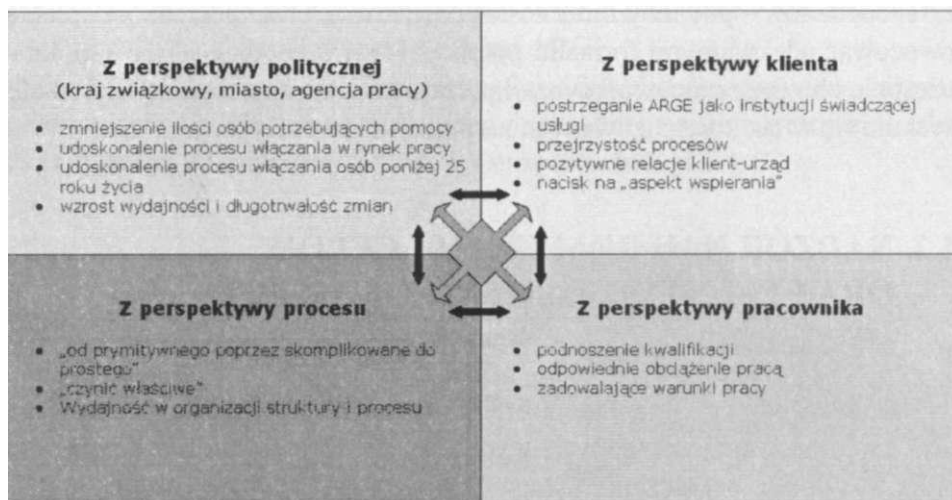 Z perspektywy politycznej
(kraj związkowy, miasto, agencja pracy)
• zmniejszenie ilości osób potrzebujących pomocy
• udoskonalenie procesu włączania w rynek pracy
• udoskonalenie procesu włączania osób poniżej 25
roku życia
• wzrost wydajności i długotrwałość zmian
Z perspektywy klienta
• postrzeganie ARGE jako instytucji świadczącej
usługi
• przejrzystość procesów
• pozytywne relacje klient-urząd
• nacisk na „aspekt wspierania"
Z perspektywy procesu
• „od prymitywnego poprzez skomplikowane do
prostego"
• „czynić właściwe"
• Wydajność w organizacji struktury i procesu
Z perspektywy pracownika
• podnoszenie kwalifikacji
• odpowiednie obciążenie pracą
• zadowalające warunki pracy